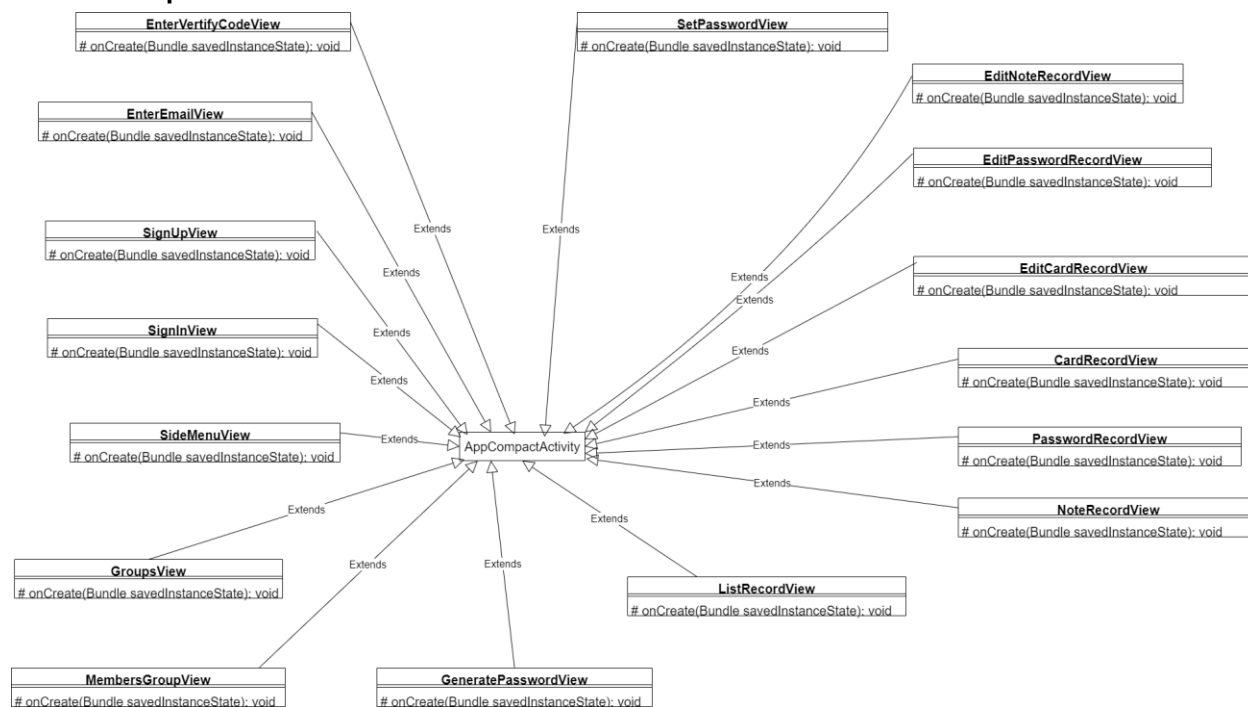 EnterVertifyCodeView
# onCreate(Bundle savedInstanceState): void
SetPasswordView
# onCreate(Bundle savedInstanceState): void
EditNoteRecordView
# onCreate(Bundle savedInstanceState): void
EnterEmailView
# onCreate(Bundle savedInstanceState): void
EditPasswordRecordView
# onCreate(Bundle savedInstanceState): void
SignUpView
# onCreate(Bundle savedInstanceState): void
Extends
Extends
EditCardRecordView
# onCreate(Bundle savedInstanceState): void
Extends
Extends
Extends
SignInView
# onCreate(Bundle savedInstanceState): void
Extends
Extends
CardRecordView
# onCreate(Bundle savedInstanceState): void
Extends
Extends
SideMenuView
# onCreate(Bundle savedInstanceState): void
Extends
AppCompactActivity
Extends
PasswordRecordView
# onCreate(Bundle savedInstanceState): void
Extends
NoteRecordView
# onCreate(Bundle savedInstanceState): void
Extends
Extends
GroupsView
# onCreate(Bundle savedInstanceState): void
Extends
Extends
ListRecordView
# onCreate(Bundle savedInstanceState): void
MembersGroupView
# onCreate(Bundle savedInstanceState): void
GeneratePasswordView
# onCreate(Bundle savedInstanceState): void